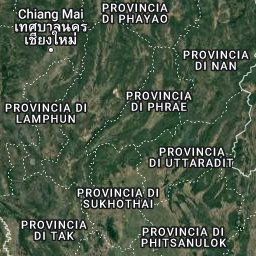 Chiang Mai
เทศบาลนคร
เชียงใหม่
PROVINCIA
DI PHAYAO
PROVINCIA
DI NAN
PROVINCIA
DI LAMPHUN
PROVINCIA
DI PHRAE
PROVINCIA
DI UTTARADIT
PROVINCIA DI
SUKHOTHAI
PROVINCIA
DI TAK
PROVINCIA DI
PHITSANULOK